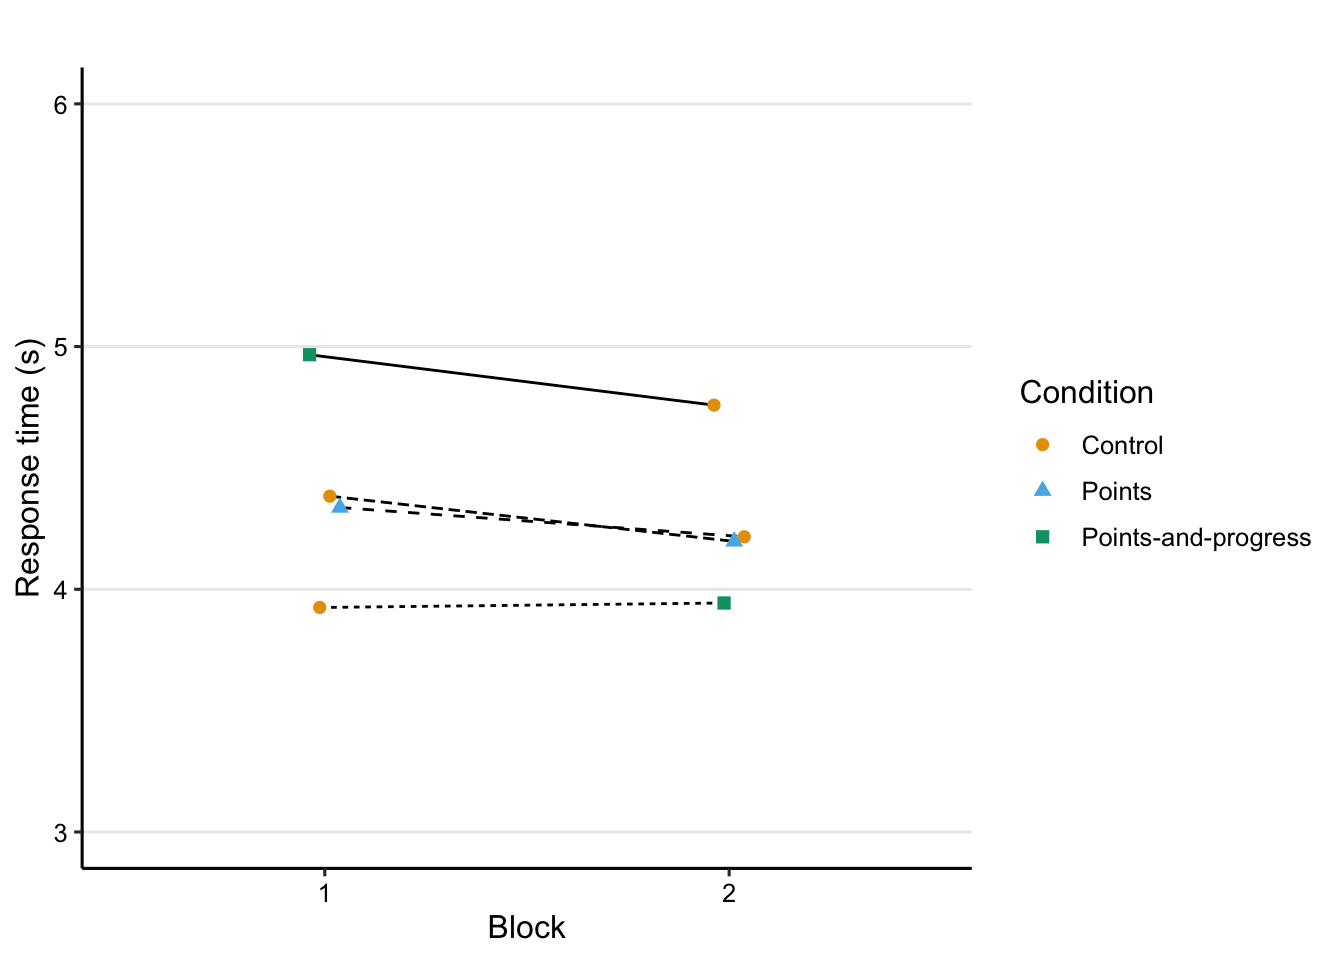 6
5
4
3
Response time (s)
1
2
Block
Condition
Control
Points
Points-and-progress